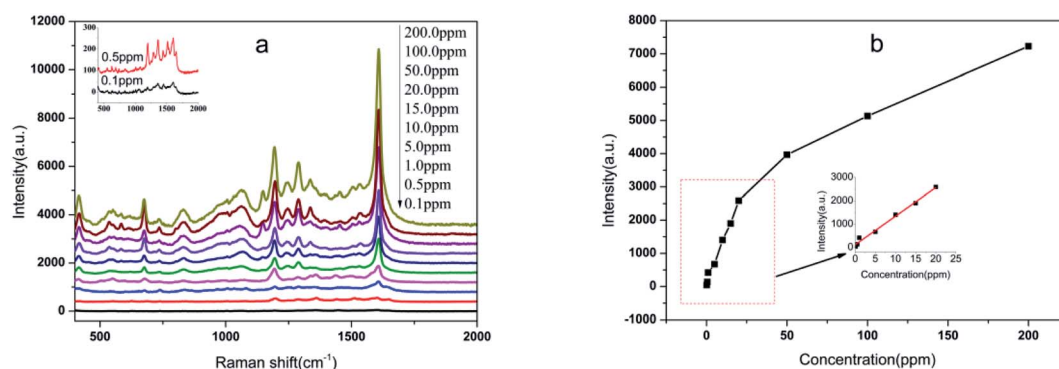 a
12000
10000
8000
6000
4000
2000
0
Intensity(a.u.)
500
1000
1500
2000
Raman shift(cm-1)
300
200
100
0
500
1000
1500
2000
0.5ppm
0.1ppm
200.0ppm
100.0ppm
50.0ppm
20.0ppm
15.0ppm
10.0ppm
5.0ppm
1.0ppm
0.5ppm
0.1ppm
b
8000
7000
6000
5000
4000
3000
2000
1000
0
-1000
Intensity(a.u.)
0
50
100
150
200
Concentration(ppm)
3000
2000
1000
0
Intensity(a.u.)
0
5
10
15
20
25
Concentration(ppm)